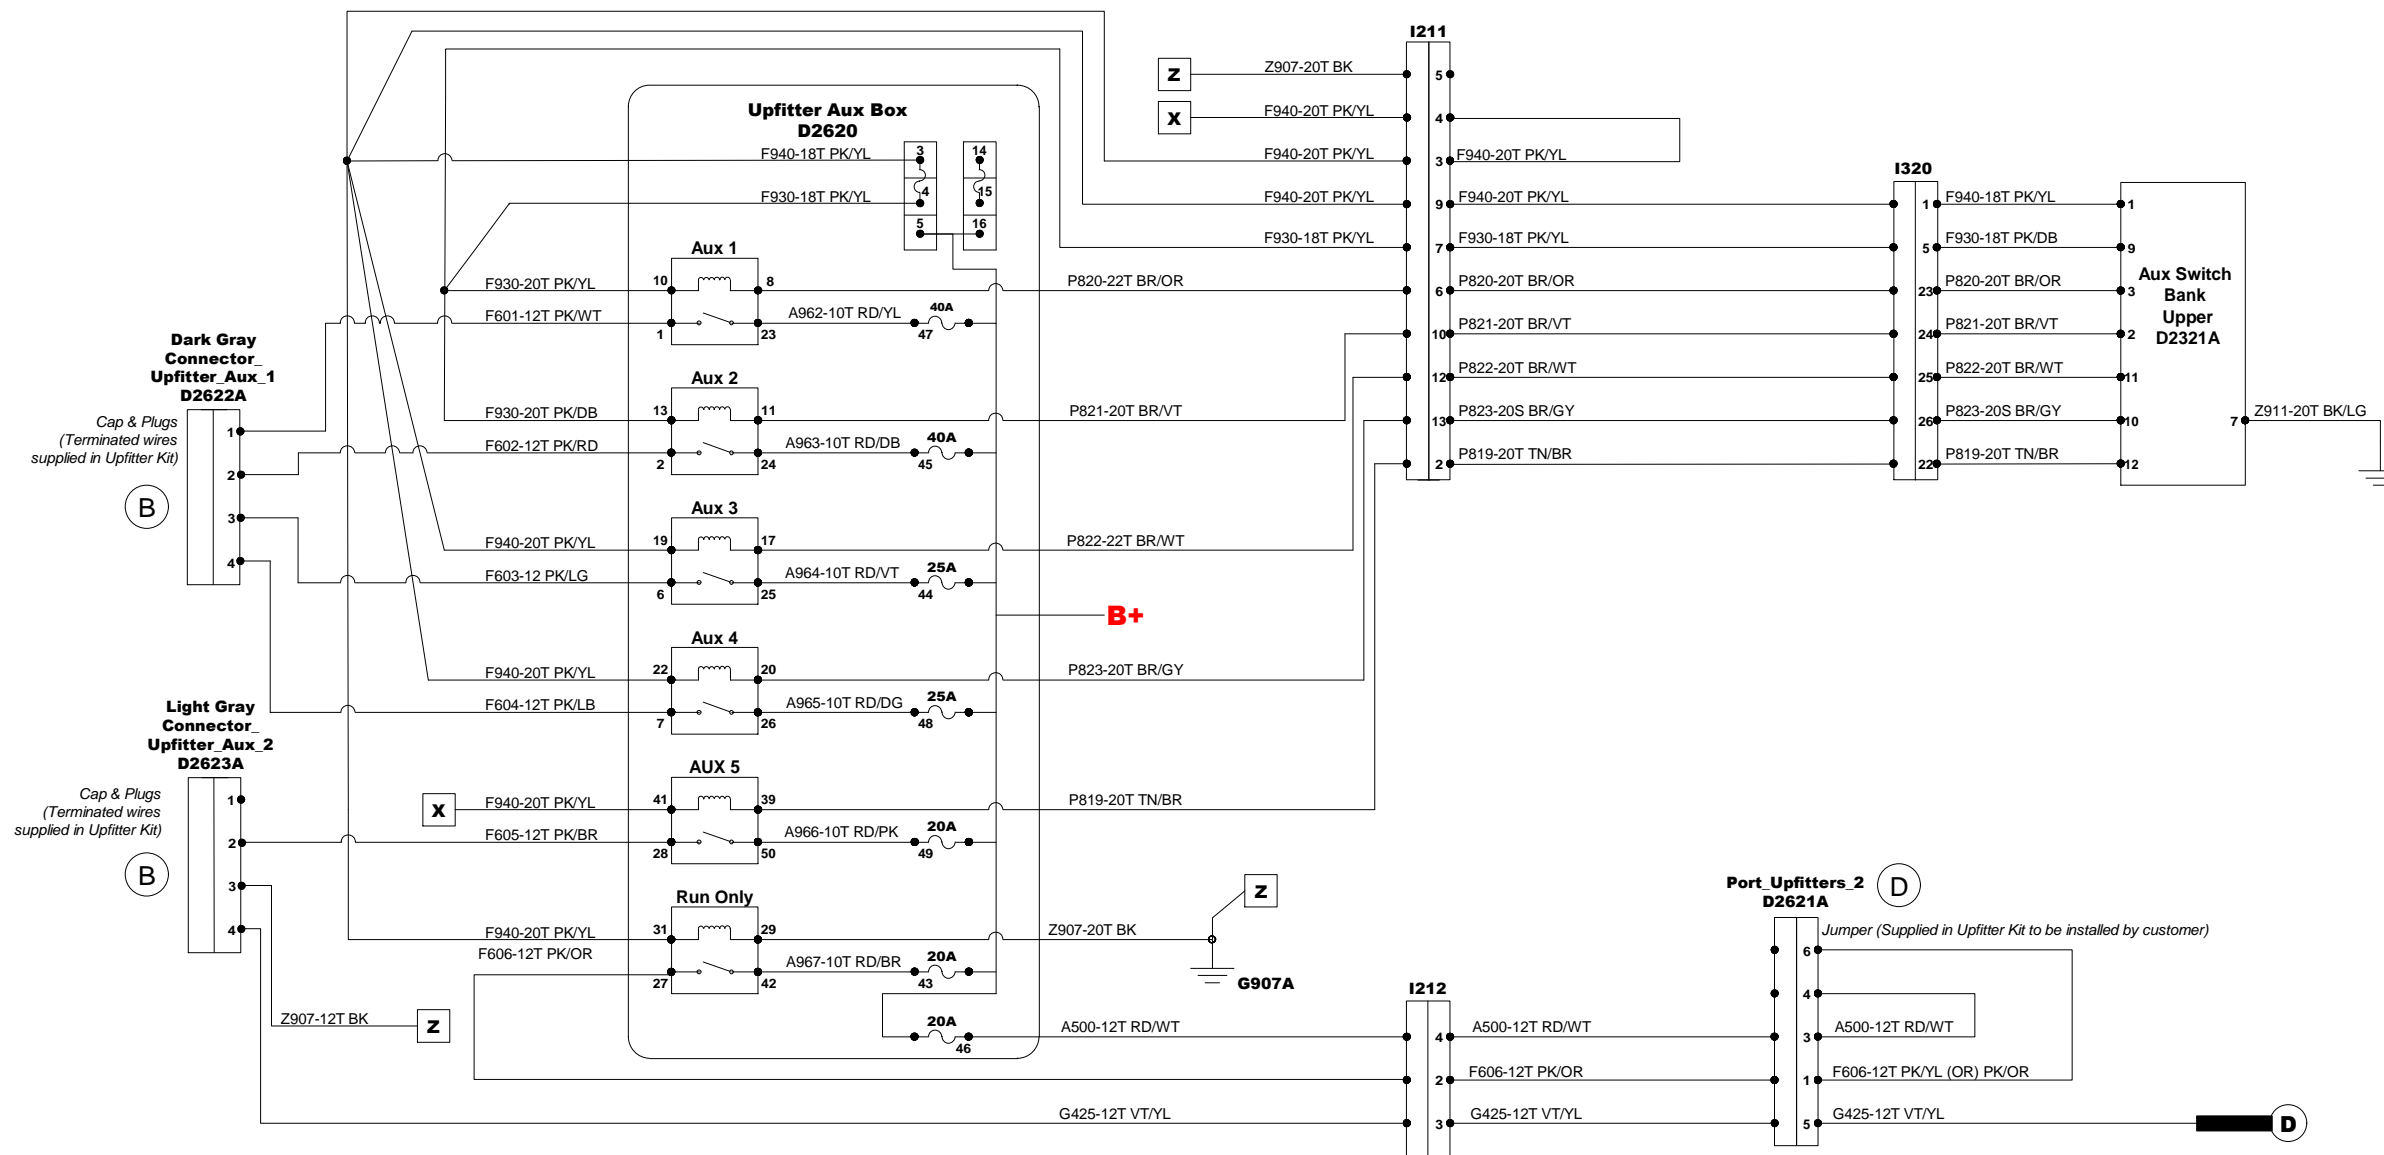 I211
Z
Z907-20T BK
5
X
F940-20T PK/YL
4
F940-20T PK/YL
3
F940-20T PK/YL
F940-20T PK/YL
9
F940-20T PK/YL
F930-18T PK/YL
7
F930-18T PK/YL
6
P820-20T BR/OR
10
P821-20T BR/VT
12
P822-20T BR/WT
13
P823-20S BR/GY
2
P819-20T TN/BR
I320
1
F940-18T PK/YL
1
5
F930-18T PK/DB
9
23
P820-20T BR/OR
3
24
P821-20T BR/VT
2
25
P822-20T BR/WT
11
26
P823-20S BR/GY
10
22
P819-20T TN/BR
12
Aux Switch
Bank
Upper
D2321A
7
Z911-20T BK/LG
Upfitter Aux Box
D2620
F940-18T PK/YL
3
14
4
15
F930-18T PK/YL
5
16
Aux 1
F930-20T PK/YL
10
8
P820-22T BR/OR
F601-12T PK/WT
1
23
A962-10T RD/YL
40A
47
Aux 2
F930-20T PK/DB
13
11
P821-20T BR/VT
F602-12T PK/RD
2
24
A963-10T RD/DB
40A
45
Aux 3
F940-20T PK/YL
19
17
P822-22T BR/WT
F603-12 PK/LG
6
25
A964-10T RD/VT
25A
44
B+
Aux 4
F940-20T PK/YL
22
20
P823-20T BR/GY
F604-12T PK/LB
7
26
A965-10T RD/DG
25A
48
AUX 5
X
F940-20T PK/YL
41
39
P819-20T TN/BR
F605-12T PK/BR
28
50
A966-10T RD/PK
20A
49
Run Only
F940-20T PK/YL
31
29
Z907-20T BK
F606-12T PK/OR
27
42
A967-10T RD/BR
20A
43
20A
46
A500-12T RD/WT
Z
G907A
Dark Gray
Connector_
Upfitter_Aux_1
D2622A
Cap & Plugs
(Terminated wires
supplied in Upfitter Kit)
B
1
2
3
4
Light Gray
Connector_
Upfitter_Aux_2
D2623A
Cap & Plugs
(Terminated wires
supplied in Upfitter Kit)
B
1
2
3
4
Z907-12T BK
Z
G425-12T VT/YL
I212
4
A500-12T RD/WT
2
F606-12T PK/OR
3
G425-12T VT/YL
Port_Upfitters_2
D2621A
D
Jumper (Supplied in Upfitter Kit to be installed by customer)
6
4
3
A500-12T RD/WT
1
F606-12T PK/YL (OR) PK/OR
5
G425-12T VT/YL
D